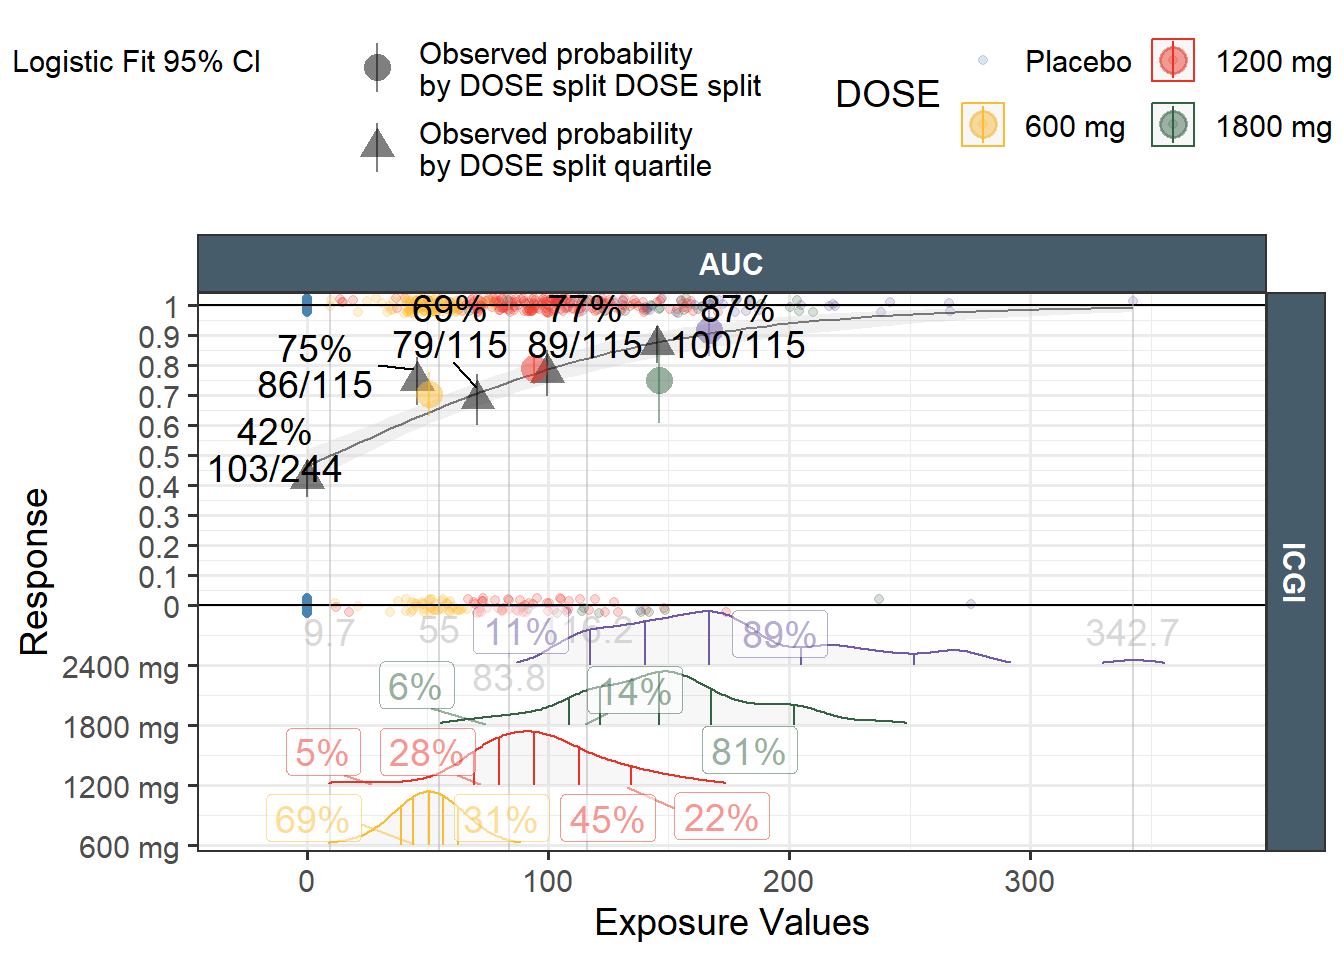 Logistic Fit 95% CI
Observed probability
by DOSE split DOSE split
Observed probability
by DOSE split quartile
DOSE
Placebo
600 mg
1200 mg
1800 mg
AUC
ICGI
Response
1
0.9
0.8
0.7
0.6
0.5
0.4
0.3
0.2
0.1
0
2400 mg
1800 mg
1200 mg
600 mg
42%
103/244
75%
86/115
69%
79/115
77%
89/115
87%
100/115
9.7
55
83.8
342.7
11%
89%
6%
14%
81%
5%
28%
45%
22%
69%
31%
0
100
200
300
Exposure Values